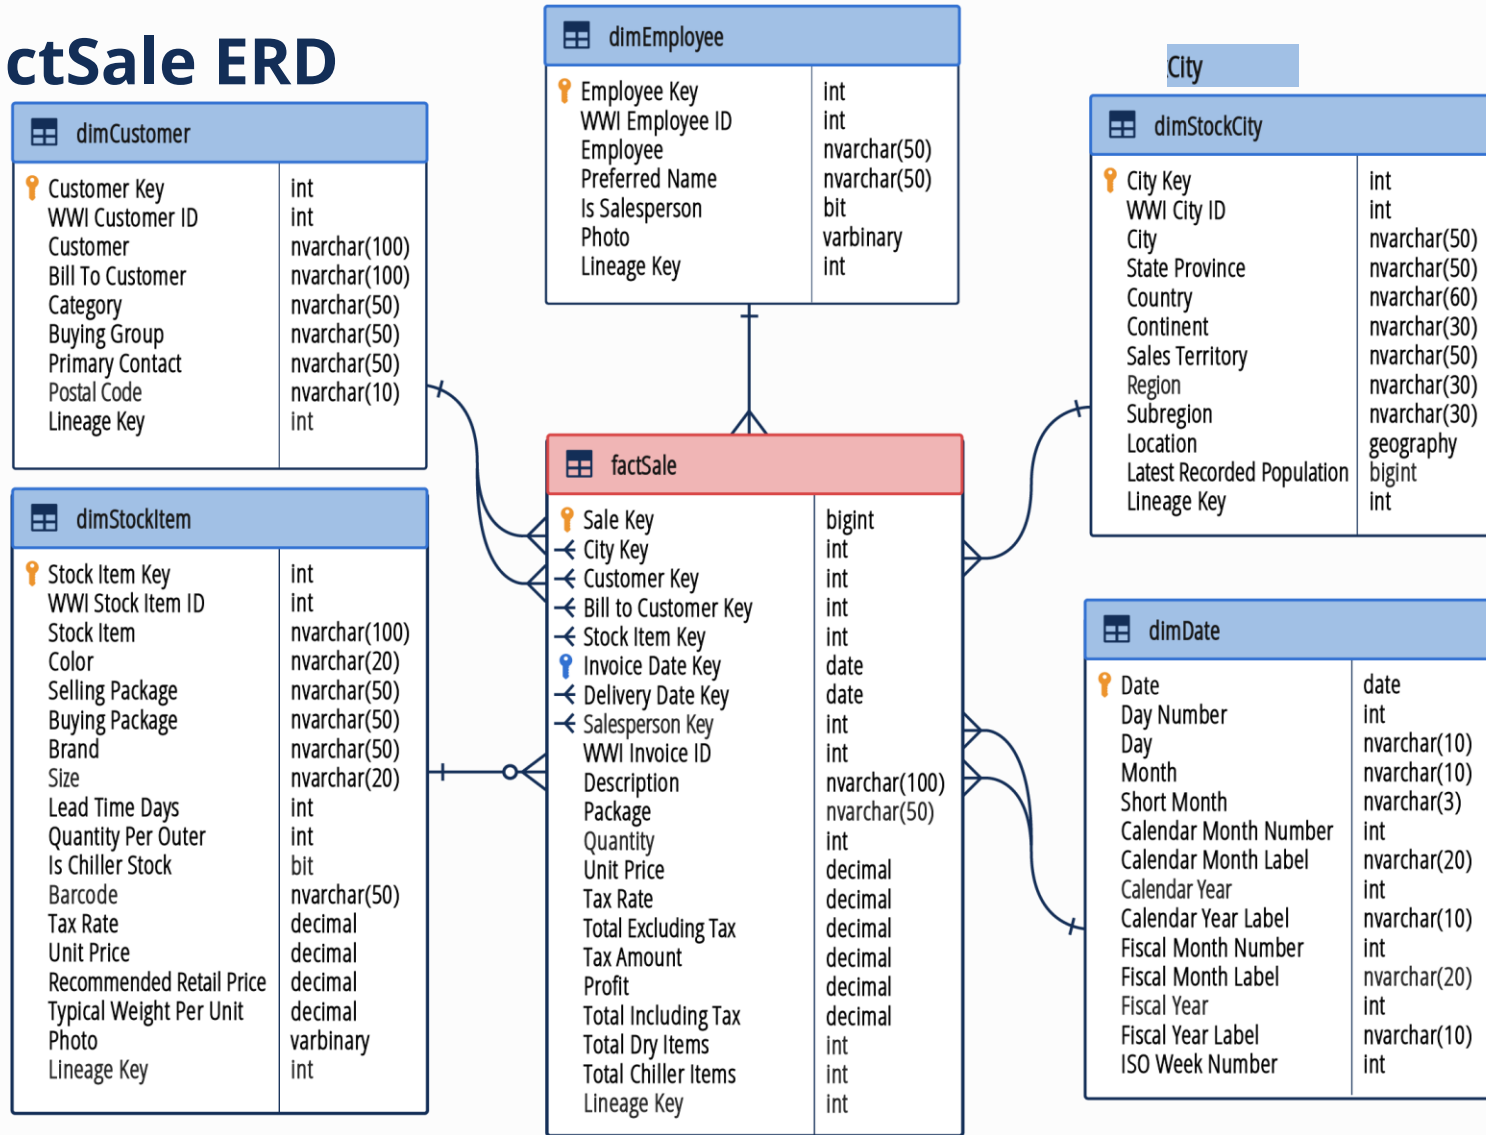 ctSale ERD
dimCustomer
Customer Key int
WWI Customer ID int
Customer nvarchar(100)
Bill To Customer nvarchar(100)
Category nvarchar(50)
Buying Group nvarchar(50)
Primary Contact nvarchar(50)
Postal Code nvarchar(10)
Lineage Key int
dimStockItem
Stock Item Key int
WWI Stock Item ID int
Stock Item nvarchar(100)
Color nvarchar(20)
Selling Package nvarchar(50)
Buying Package nvarchar(50)
Brand nvarchar(50)
Size nvarchar(20)
Lead Time Days int
Quantity Per Outer int
Is Chiller Stock bit
Barcode nvarchar(50)
Tax Rate decimal
Unit Price decimal
Recommended Retail Price decimal
Typical Weight Per Unit decimal
Photo varbinary
Lineage Key int
dimEmployee
Employee Key int
WWI Employee ID int
Employee nvarchar(50)
Preferred Name nvarchar(50)
Is Salesperson bit
Photo varbinary
Lineage Key int
factSale
Sale Key bigint
City Key int
Customer Key int
Bill to Customer Key int
Stock Item Key int
Invoice Date Key date
Delivery Date Key date
Salesperson Key int
WWI Invoice ID int
Description nvarchar(100)
Package nvarchar(50)
Quantity int
Unit Price decimal
Tax Rate decimal
Total Excluding Tax decimal
Tax Amount decimal
Profit decimal
Total Including Tax decimal
Total Dry Items int
Total Chiller Items int
Lineage Key int
City
dimStockCity
City Key int
WWI City ID int
City nvarchar(50)
State Province nvarchar(50)
Country nvarchar(60)
Continent nvarchar(30)
Sales Territory nvarchar(50)
Region nvarchar(30)
Subregion nvarchar(30)
Location geography
Latest Recorded Population bigint
Lineage Key int
dimDate
Date date
Day Number int
Day nvarchar(10)
Month nvarchar(10)
Short Month nvarchar(3)
Calendar Month Number int
Calendar Month Label nvarchar(20)
Calendar Year int
Calendar Year Label nvarchar(10)
Fiscal Month Number int
Fiscal Month Label nvarchar(20)
Fiscal Year int
Fiscal Year Label nvarchar(10)
ISO Week Number int